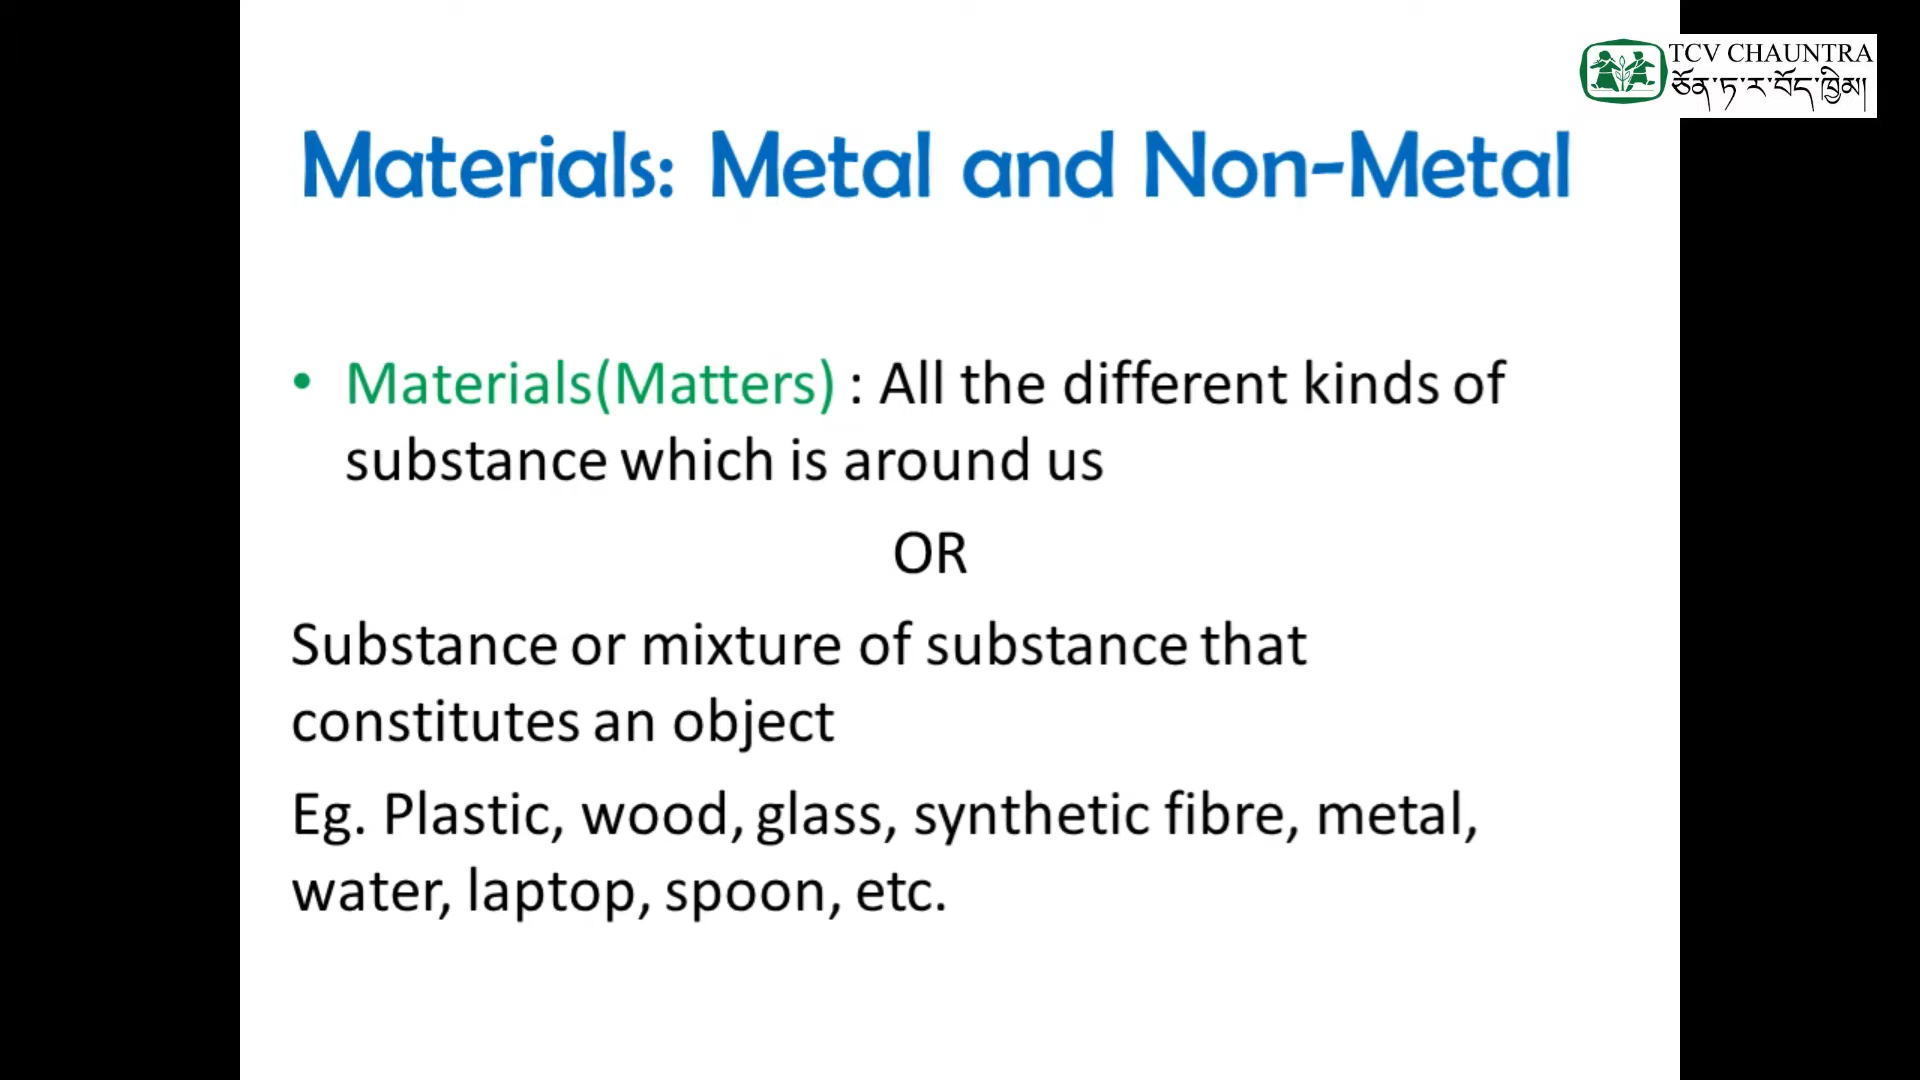 TCV CHAUNTRA
ཅོན་ཏ་ར་བོད་ཁྱིམ།
Materials: Metal and Non-Metal
• Materials(Matters) : All the different kinds of
substance which is around us
OR
Substance or mixture of substance that
constitutes an object
Eg. Plastic, wood, glass, synthetic fibre, metal,
water, laptop, spoon, etc.